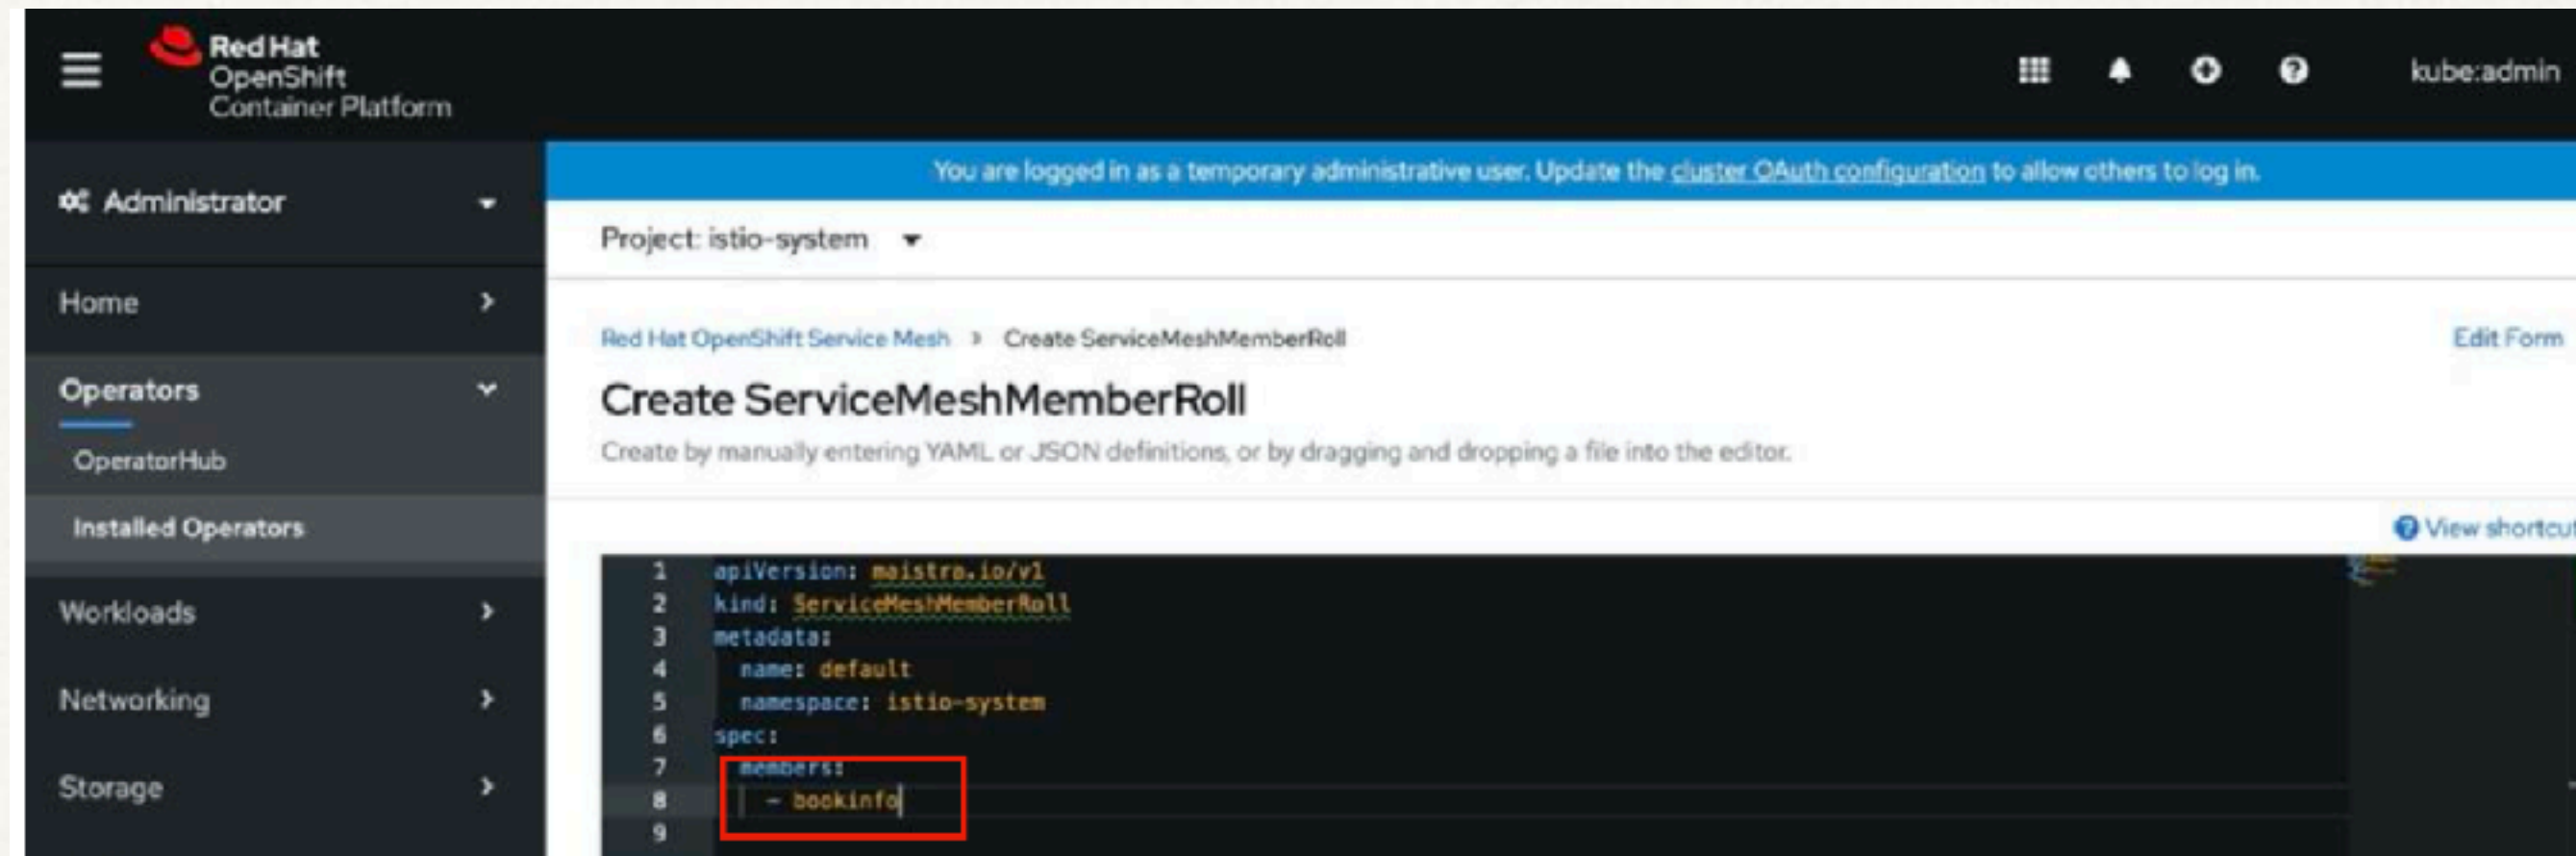 Red Hat
OpenShift
Container Platform
kube:admin
Administrator
You are logged in as a temporary administrative user. Update the cluster OAuth configuration to allow others to log in.
Project: istio-system
Home
Red Hat OpenShift Service Mesh > Create ServiceMeshMemberRoll
Edit Form
Operators
Create ServiceMeshMemberRoll
Create by manually entering YAML or JSON definitions, or by dragging and dropping a file into the editor.
OperatorHub
Installed Operators
View shortcut
Workloads
Networking
Storage
1 apiVersion: maistra.io/v1
2 kind: ServiceMeshMemberRoll
3 metadata:
4 name: default
5 namespace: istio-system
6 spec:
7 members:
8 - bookinfo
9